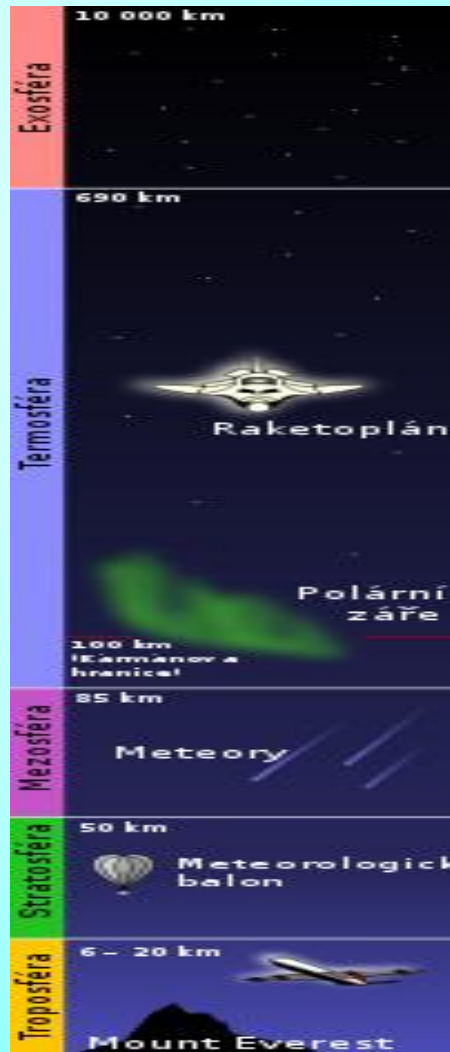 10 000 km
Exosféra
690 km
Termosféra
Raketoplán
Polární
záře
100 km
!Karmanova
hranica!
85 km
Mezosféra
Meteory
50 km
Stratosféra
Meteorologick
balon
6 – 20 km
Troposféra
Mount Everest